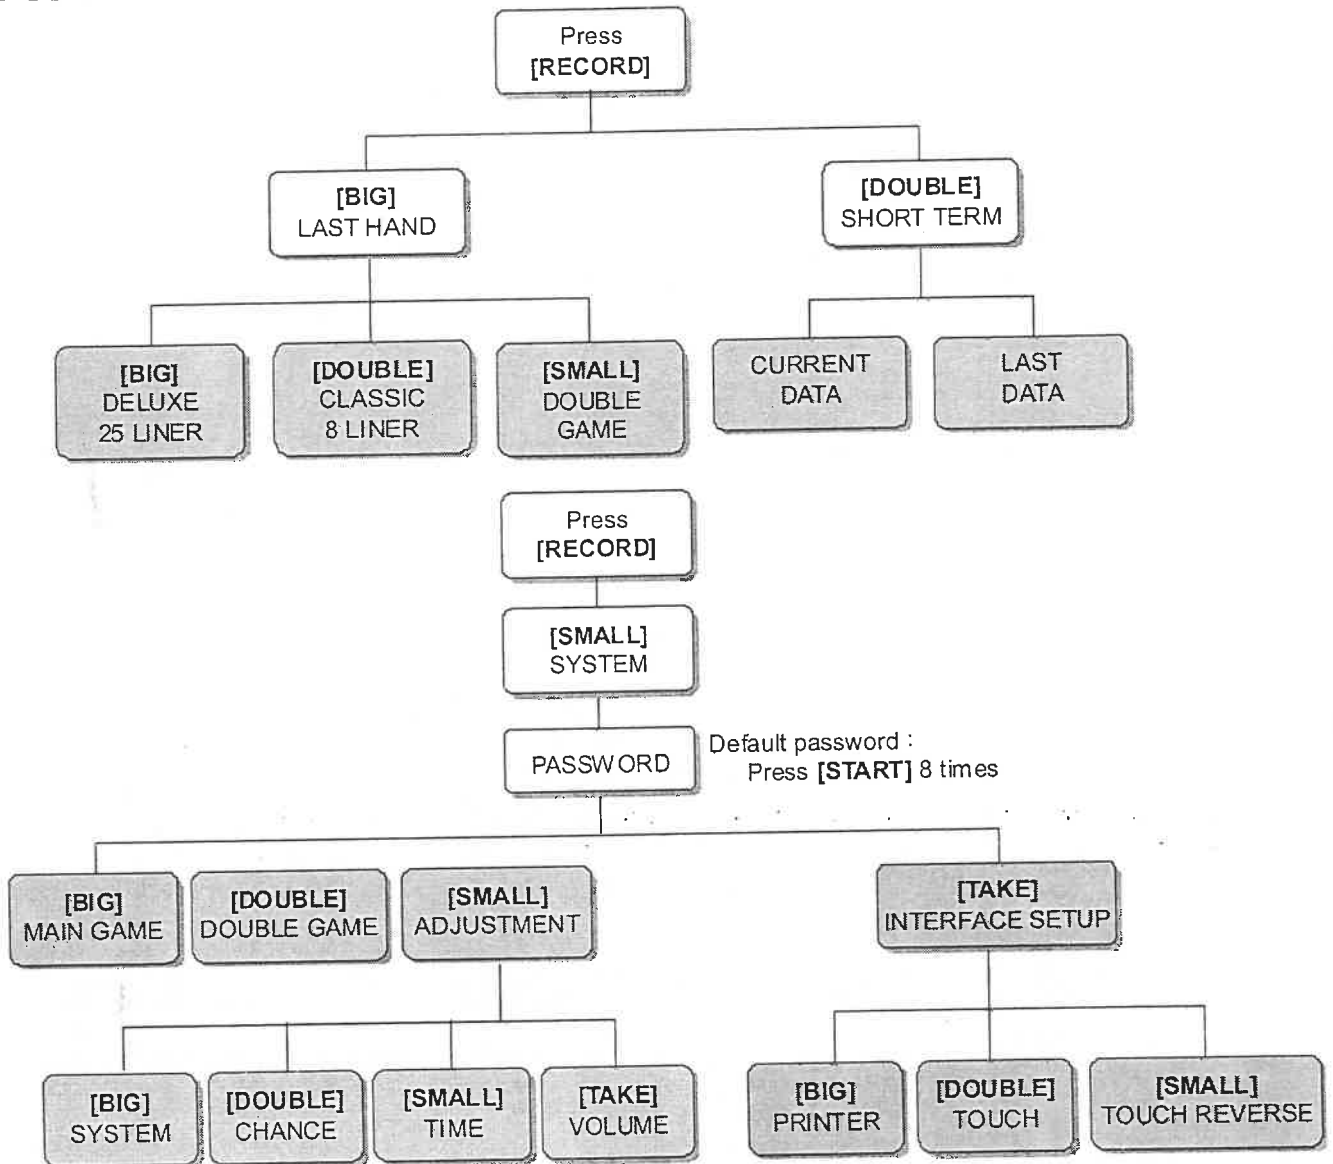 Press
[RECORD]
[BIG]
LAST HAND
[DOUBLE]
SHORT TERM
[BIG]
DELUXE
25 LINER
[DOUBLE]
CLASSIC
8 LINER
[SMALL]
DOUBLE
GAME
CURRENT
DATA
LAST
DATA
Press
[RECORD]
[SMALL]
SYSTEM
PASSWORD
Default password :
Press [START] 8 times
[BIG]
MAIN GAME
[DOUBLE]
DOUBLE GAME
[SMALL]
ADJUSTMENT
[TAKE]
INTERFACE SETUP
[BIG]
SYSTEM
[DOUBLE]
CHANCE
[SMALL]
TIME
[TAKE]
VOLUME
[BIG]
PRINTER
[DOUBLE]
TOUCH
[SMALL]
TOUCH REVERSE